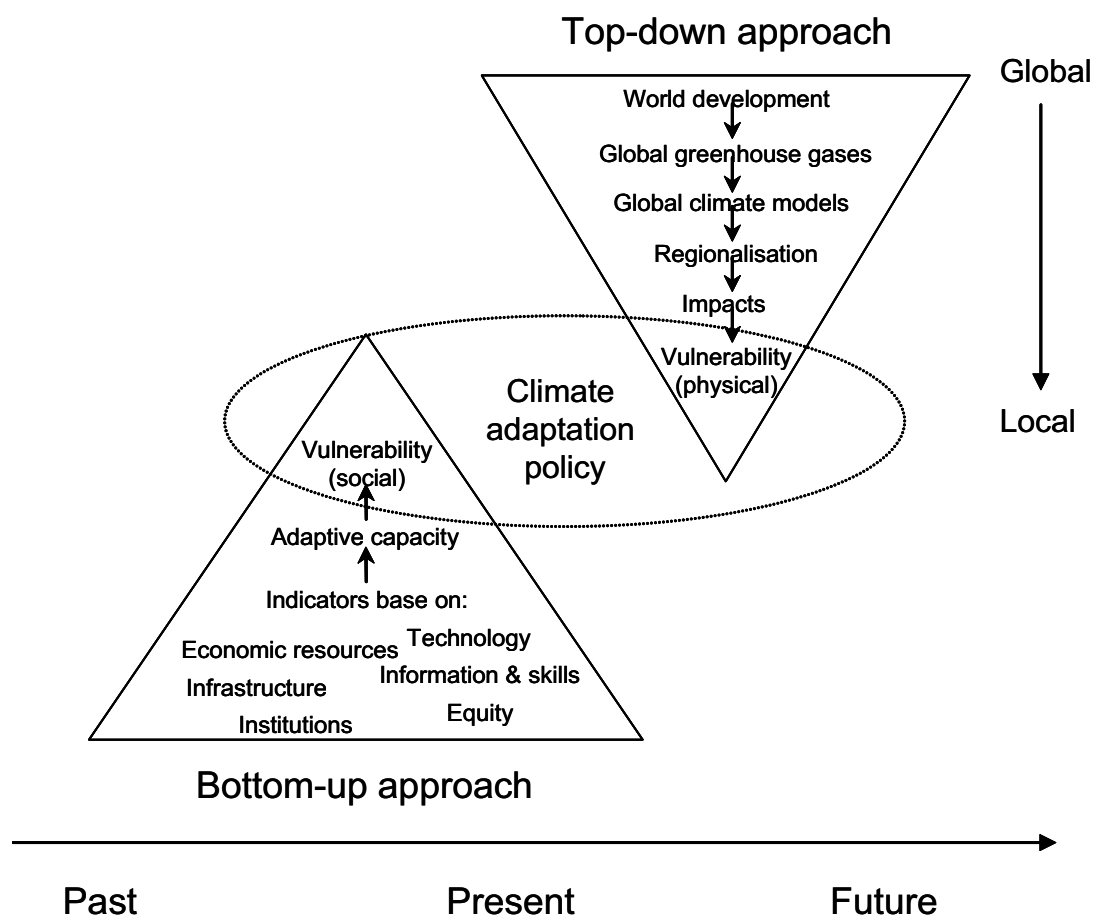 Top-down approach
Global
World development
Global greenhouse gases
Global climate models
Regionalisation
Impacts
Vulnerability
(physical)
Local
Climate
adaptation
policy
Vulnerability
(social)
Adaptive capacity
Indicators base on:
Economic resources
Technology
Infrastructure
Information & skills
Institutions
Equity
Bottom-up approach
Past
Present
Future